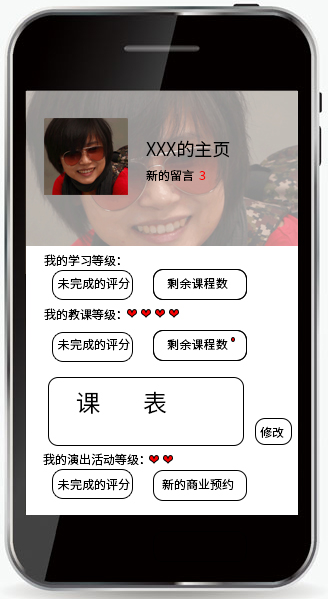 XXX的主页
新的留言 3
我的学习等级：
未完成的评分 剩余课程数
我的教课等级：
未完成的评分 剩余课程数
课 表
修改
我的演出活动等级：
未完成的评分 新的商业预约